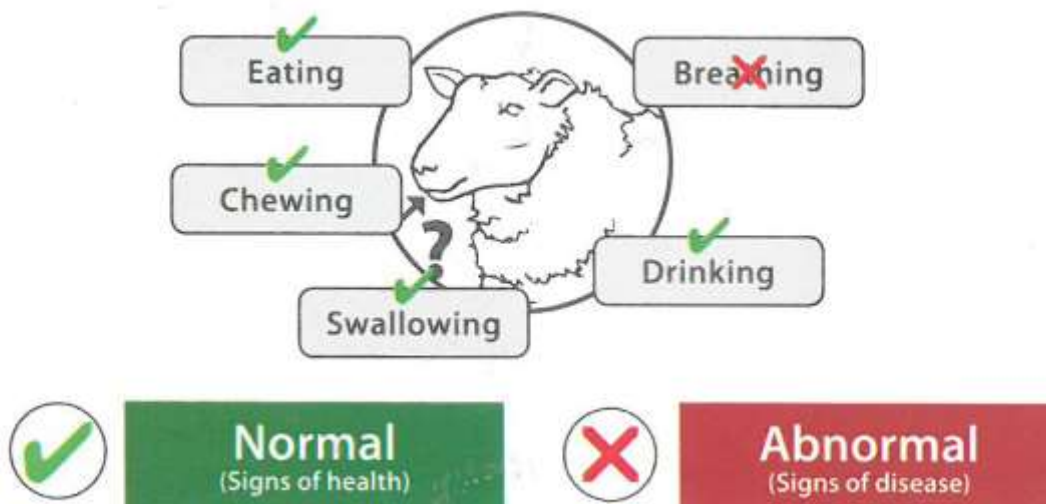 Eating
Breathing
Chewing
?
Drinking
Swallowing
Normal
(Signs of health)
Abnormal
(Signs of disease)